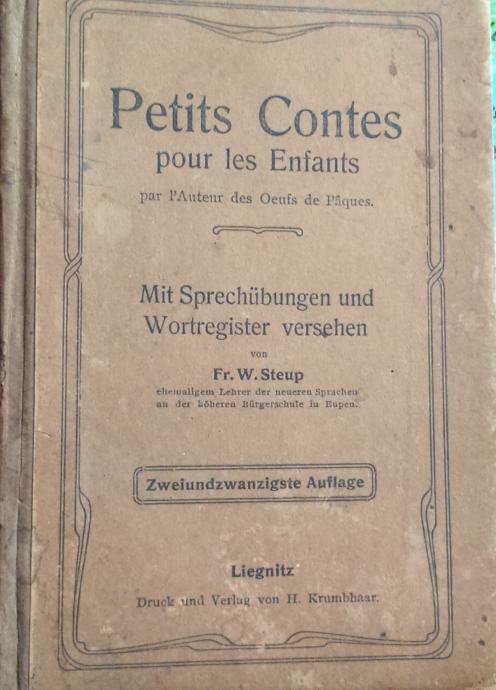 Petits Contes
pour les Enfants
par l'Auteur des Oeufs de Pâques.
Mit Sprechübungen und
Wortregister versehen
von
Fr. W. Steup
ehemaligem Lehrer der neueren Sprachen
an der höheren Bürgerschule in Eupen.
Zweiundzwanzigste Auflage
Liegnitz
Druck und Verlag von H. Krumbhaar.